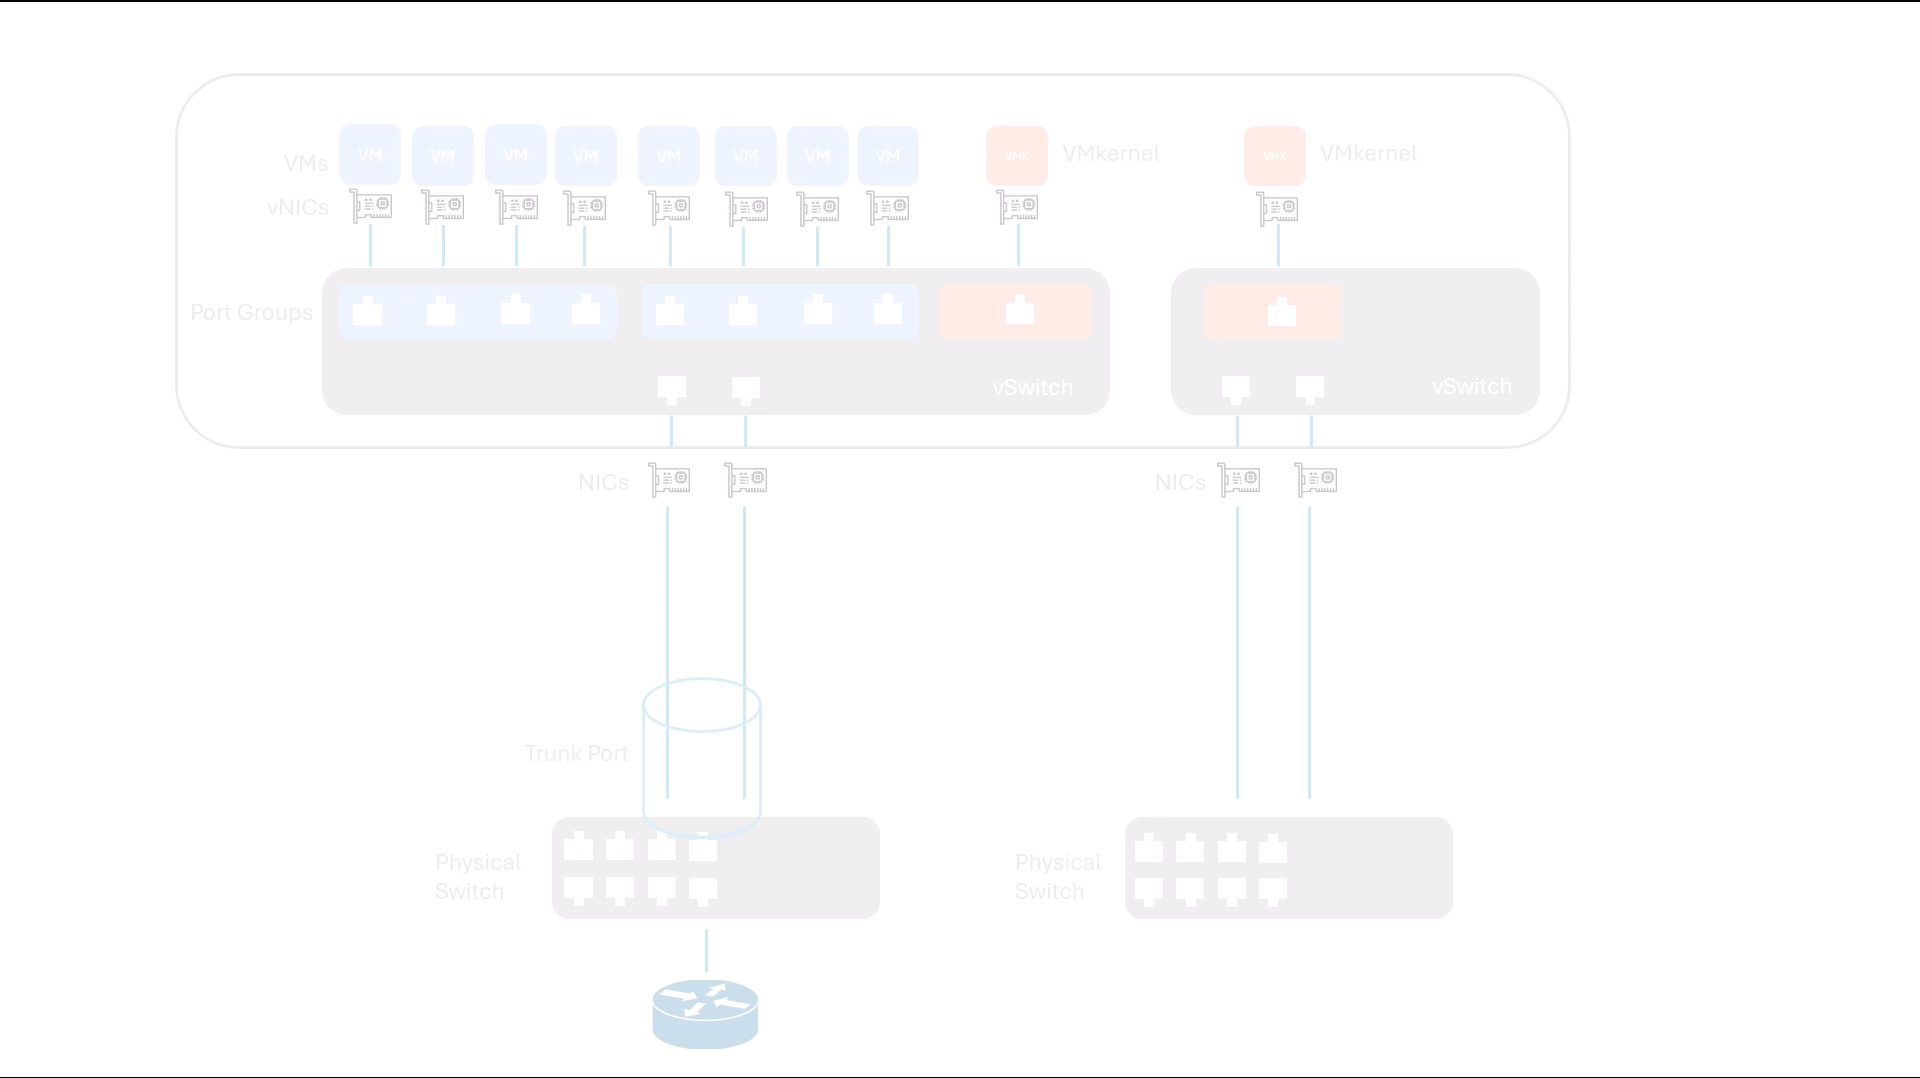 VMs
VM
VM
VM
VM
VM
VM
VM
VM
VMK
VMkernel
VMK
VMkernel
vNICs
Port Groups
vSwitch
vSwitch
NICs
NICs
Trunk Port
Physical
Switch
Physical
Switch